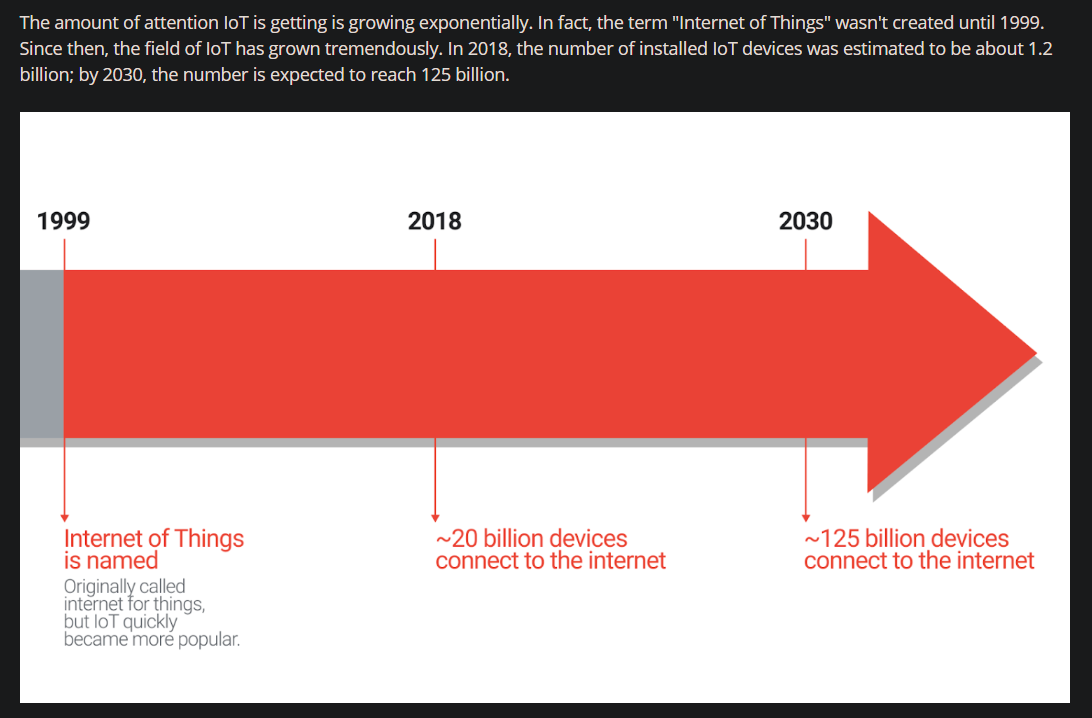 The amount of attention IoT is getting is growing exponentially. In fact, the term "Internet of Things" wasn't created until 1999.
Since then, the field of IoT has grown tremendously. In 2018, the number of installed IoT devices was estimated to be about 1.2
billion; by 2030, the number is expected to reach 125 billion.
1999
2018
2030
Internet of Things
is named
Originally called
internet for things,
but IoT quickly
became more popular.
~20 billion devices
connect to the internet
~125 billion devices
connect to the internet